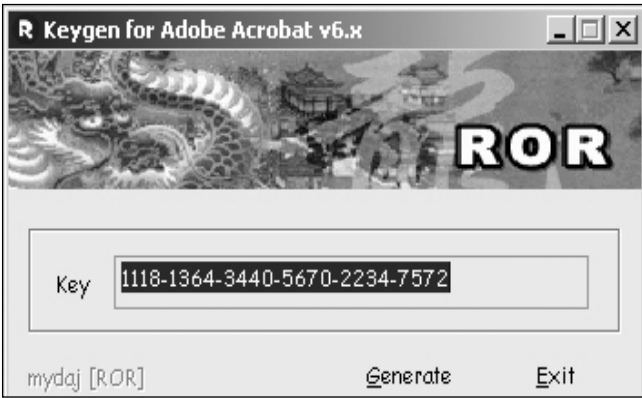 R Keygen for Adobe Acrobat v6.x
ROR
Key 1118-1364-3440-5670-2234-7572
mydaj [ROR] Generate Exit